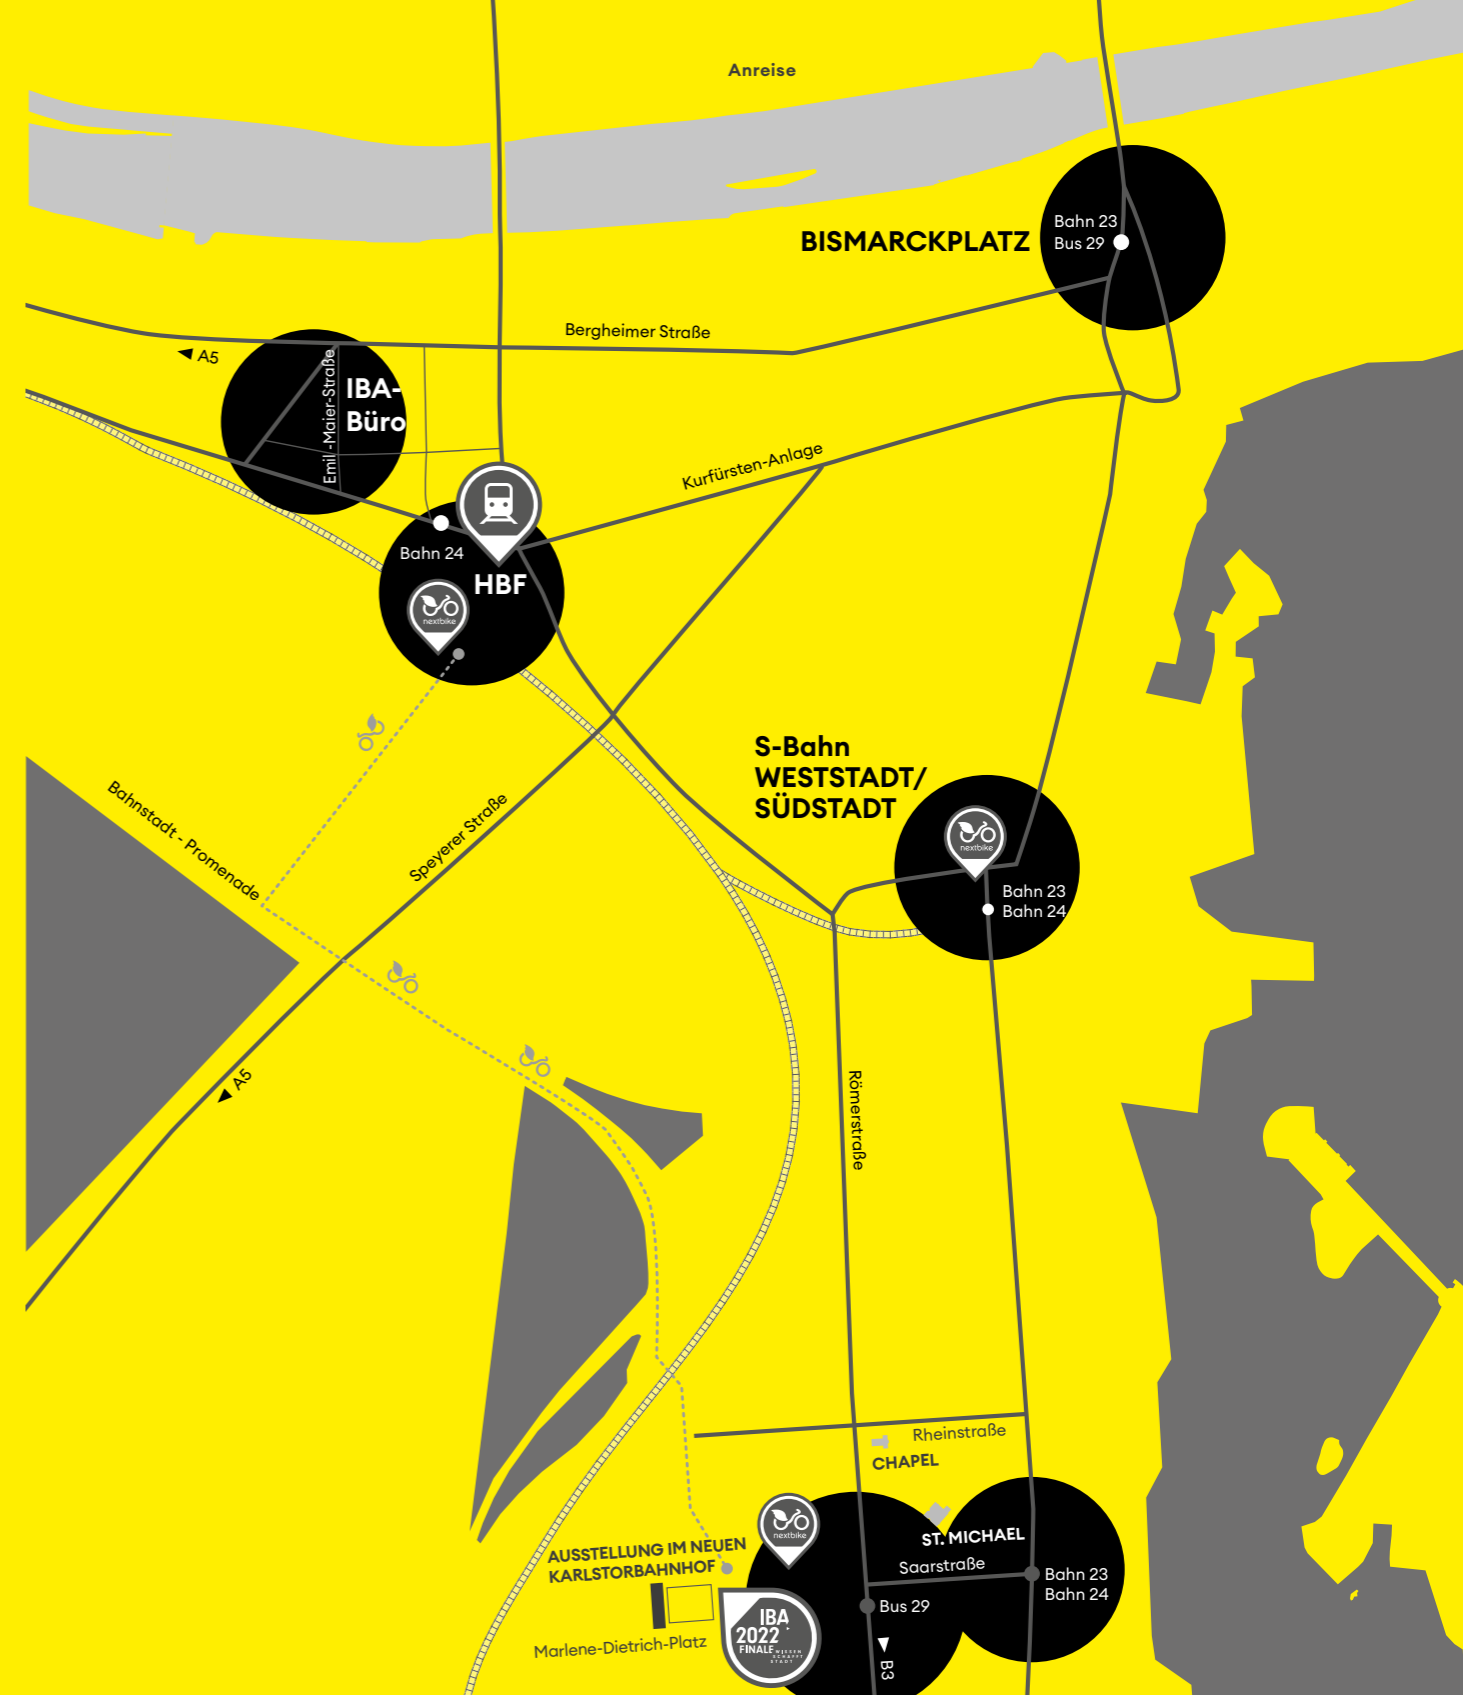 Anreise
Bahn 23
Bus 29
BISMARCKPLATZ
Bergheimer Straße
A5
Emil-Maier-Straße
IBA-
Büro
Kurfürsten-Anlage
Bahn 24
HBF
nextbike
S-Bahn
WESTSTADT/
SÜDSTADT
nextbike
Bahn 23
Bahn 24
Bahnstadt - Promenade
Speyerer Straße
A5
Römerstraße
Rheinstraße
CHAPEL
nextbike
ST. MICHAEL
AUSSTELLUNG IM NEUEN
KARLSTORBAHNHOF
Saarstraße
Bahn 23
Bahn 24
Bus 29
IBA
2022
FINALE
WISSEN
SCHAFFT
STADT
Marlene-Dietrich-Platz
B3